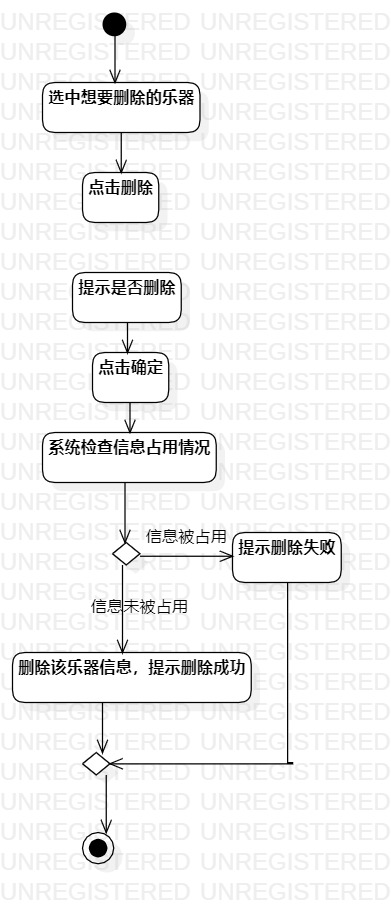 选中想要删除的乐器
点击删除
提示是否删除
点击确定
系统检查信息占用情况
信息被占用
提示删除失败
信息未被占用
删除该乐器信息，提示删除成功
UNREGISTERED